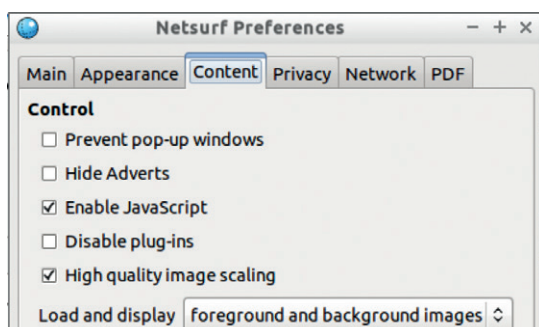 Netsurf Preferences
Main Appearance Content Privacy Network PDF
Control
Prevent pop-up windows
Hide Adverts
Enable JavaScript
Disable plug-ins
High quality image scaling
Load and display foreground and background images